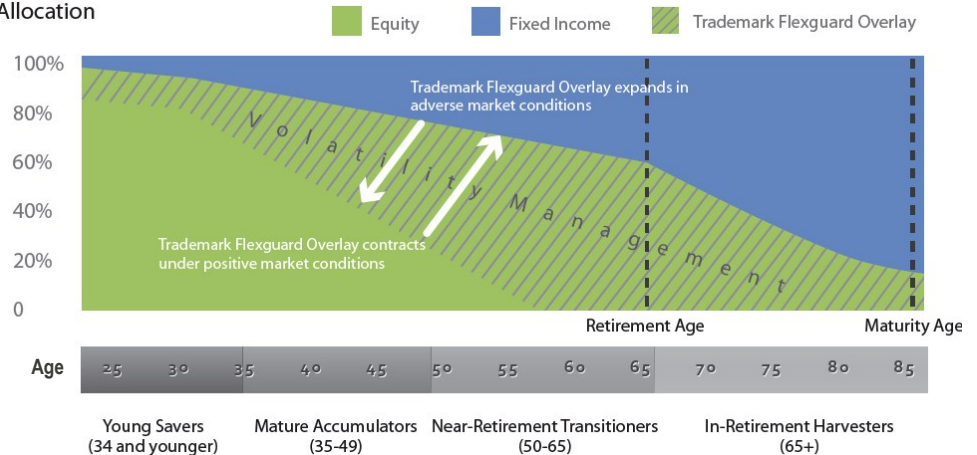 Allocation
Equity
Fixed Income
Trademark Flexguard Overlay
100%
80%
60%
40%
20%
0
Trademark Flexguard Overlay expands in
adverse market conditions
Volatility Management
Trademark Flexguard Overlay contracts
under positive market conditions
Retirement Age
Maturity Age
Age 25 30 35 40 45 50 55 60 65 70 75 80 85
Young Savers
(34 and younger)
Mature Accumulators
(35-49)
Near-Retirement Transitioners
(50-65)
In-Retirement Harvesters
(65+)